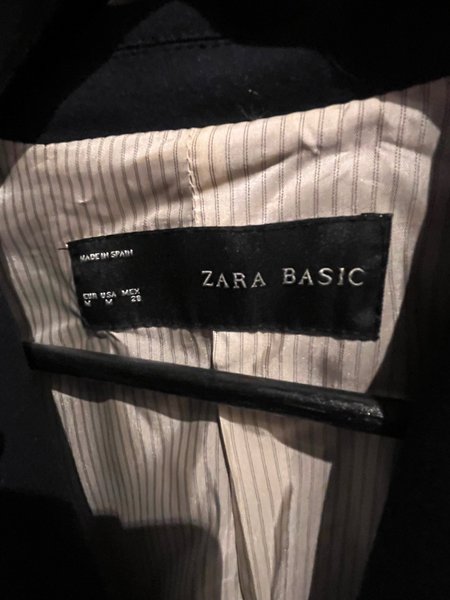 MADE IN SPAIN
ZARA BASIC
EUR USA MEX
M M 28